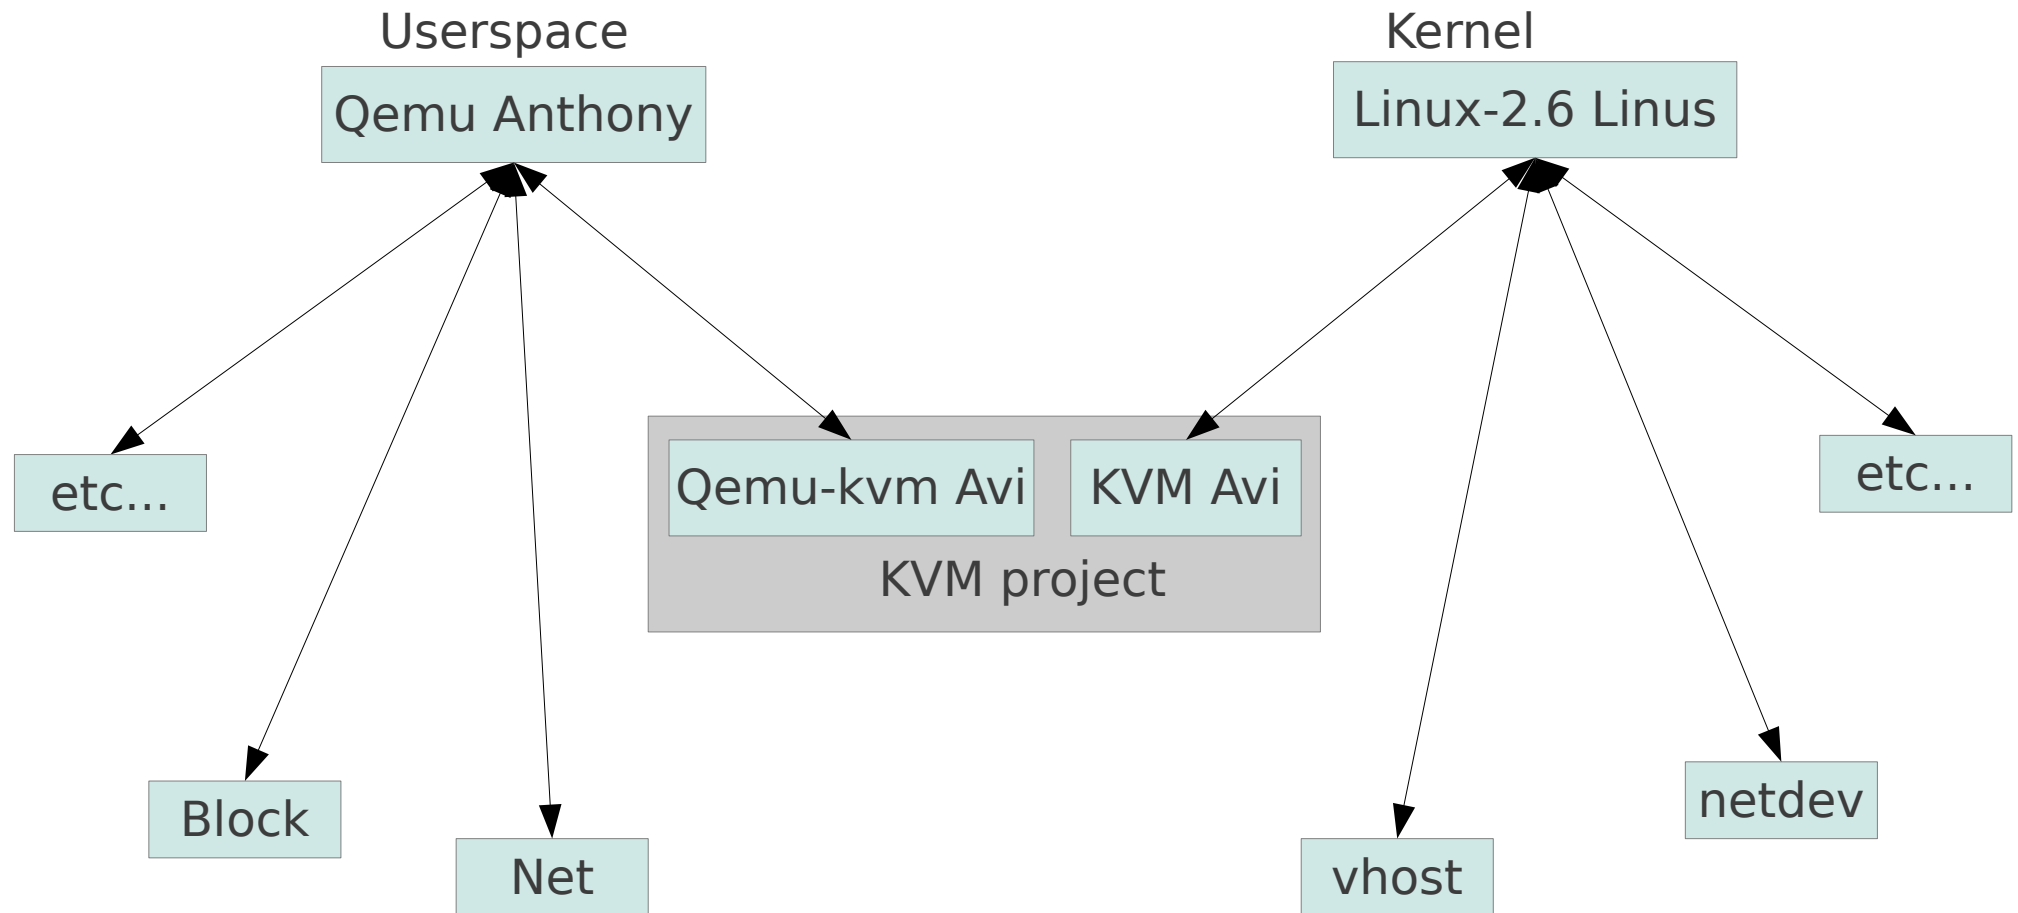 Userspace
Kernel
Qemu Anthony
Linux-2.6 Linus
etc...
Qemu-kvm Avi
KVM Avi
etc...
KVM project
Block
Net
vhost
netdev